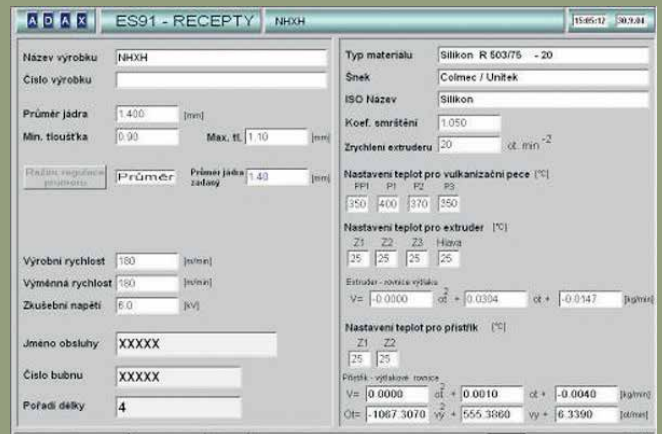 ADAX ES91 - RECEPTY NHXH 15:05:12 30.9.04
Název výrobku NHXH
Číslo výrobku
Průměr jádra 1.400 [mm]
Min. tloušťka 0.90 Max. tl. 1.10 [mm]
Režim regulace průměru Průměr Průměr jádra zadaný 1.40 [mm]
Výrobní rychlost 180 [m/min]
Výměnná rychlost 180 [m/min]
Zkušební napětí 6.0 [kV]
Jméno obsluhy XXXXX
Číslo bubnu XXXXX
Pořadí délky 4
Typ materiálu Silikon R 503/75 - 20
Šnek Colmec / Unitek
ISO Název Silikon
Koef. smrštění 1.050
Zrychlení extruderu 20 ot. min -2
Nastavení teplot pro vulkanizační pece [°C]
PP1 P1 P2 P3
350 400 370 350
Nastavení teplot pro extruder [°C]
Z1 Z2 Z3 Hlava
25 25 25 25
Extruder - rovnice výtlaku
V= -0.0000 ot 2 + 0.0304 ot + -0.0147 [kg/min]
Nastavení teplot pro přístřik [°C]
Z1 Z2
25 25
Přístřik - výtlakové rovnice
V= 0.0000 ot 2 + 0.0010 ot + -0.0040 [kg/min]
Ot= -1067.3070 vy 2 + 555.3860 vy + 6.3390 [ot/min]